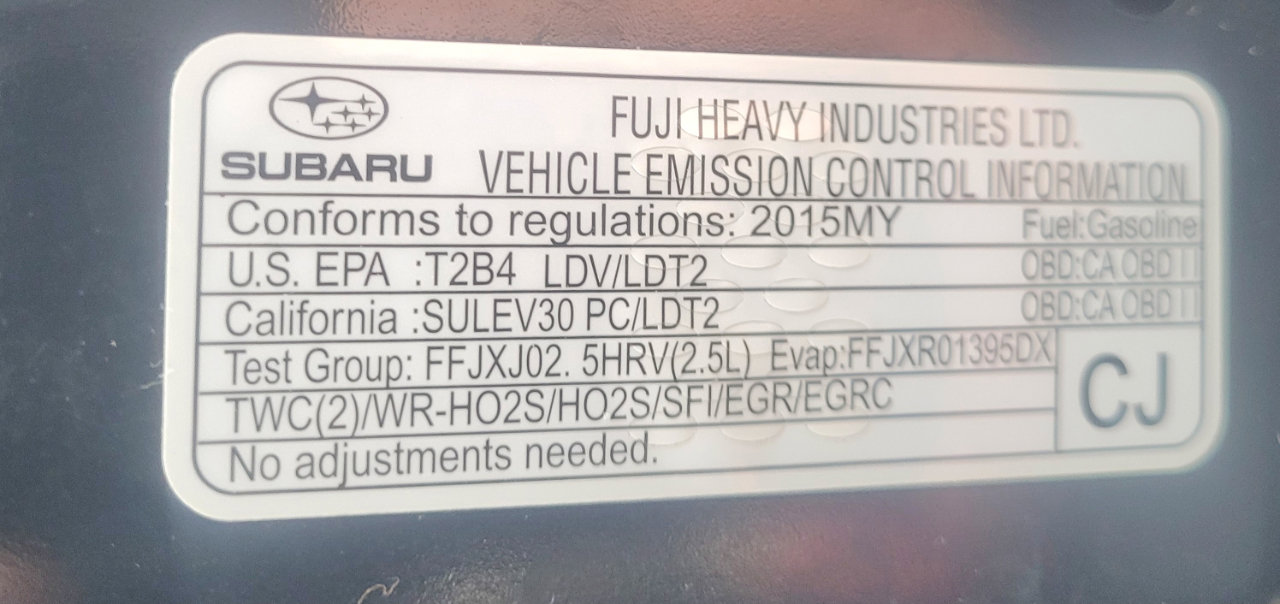 FUJI HEAVY INDUSTRIES LTD.
SUBARU VEHICLE EMISSION CONTROL INFORMATION
Conforms to regulations: 2015MY Fuel:Gasoline
U.S. EPA :T2B4 LDV/LDT2 OBD:CA OBD II
California :SULEV30 PC/LDT2 OBD:CA OBD II
Test Group: FFJXJ02. 5HRV(2.5L) Evap:FFJXR01395DX
TWC(2)/WR-HO2S/HO2S/SFI/EGR/EGRC
CJ
No adjustments needed.